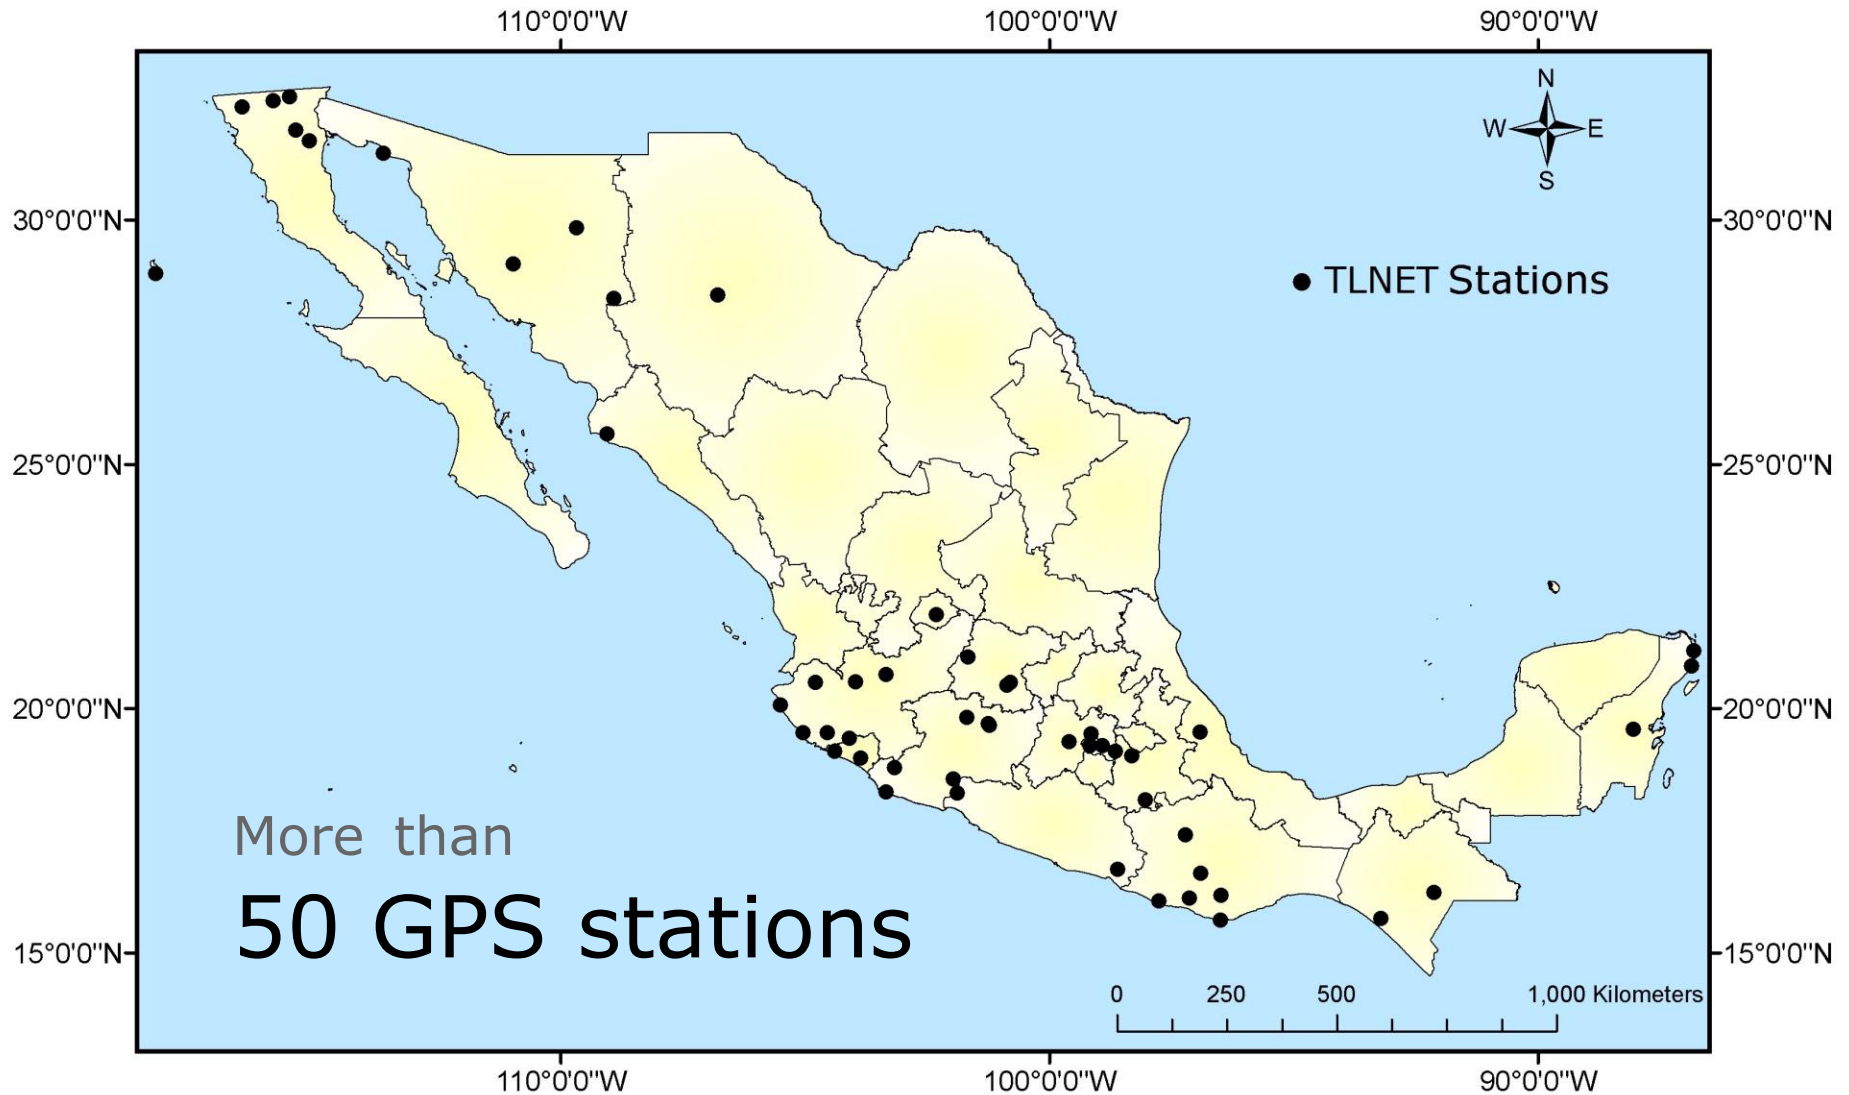 110°0'0"W 100°0'0"W 90°0'0"W
N
W E
S
30°0'0"N 30°0'0"N
TLNET Stations
25°0'0"N 25°0'0"N
20°0'0"N 20°0'0"N
More than
50 GPS stations
15°0'0"N 15°0'0"N
0 250 500 1,000 Kilometers
110°0'0"W 100°0'0"W 90°0'0"W